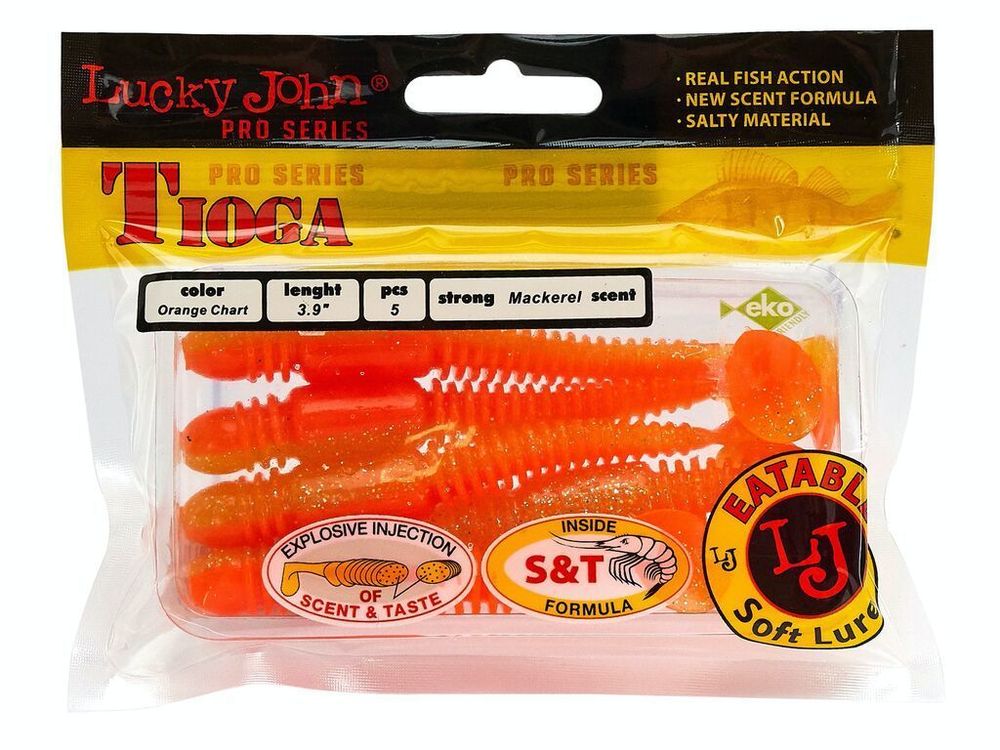 Lucky John®
PRO SERIES
· REAL FISH ACTION
· NEW SCENT FORMULA
· SALTY MATERIAL
PRO SERIES PRO SERIES
TIOGA
color
Orange Chart
lenght
3.9"
pcs
5
strong Mackerel scent
eko
FRIENDLY
EXPLOSIVE INJECTION
OF
SCENT & TASTE
INSIDE
S&T
FORMULA
EATABL
LJ
LJ
Soft Lure